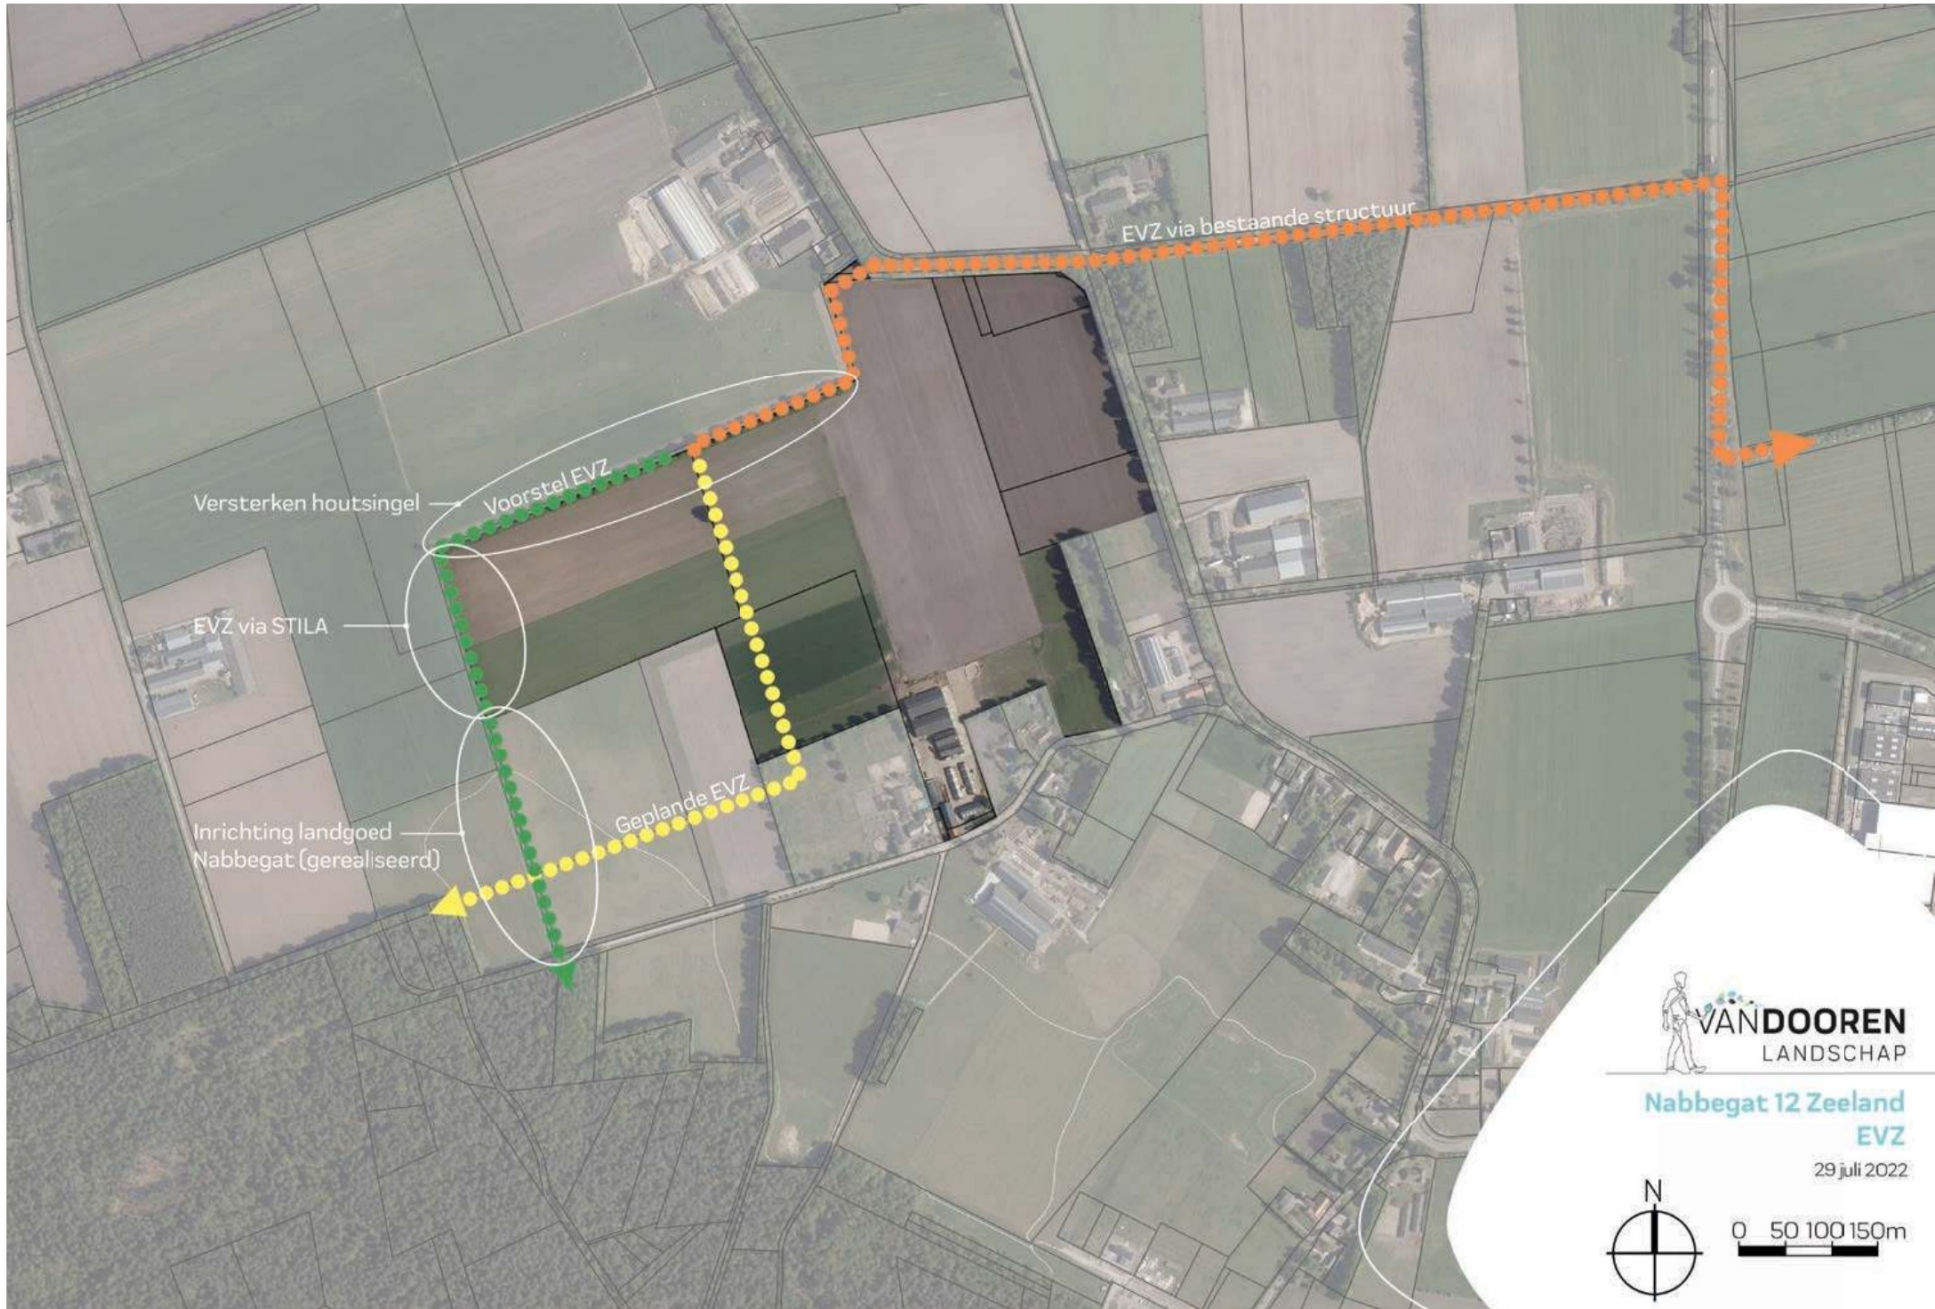 EVZ via bestaande structuur
Voorstel EVZ
Versterken houtsingel
EVZ via STILA
Geplande EVZ
Inrichting landgoed
Nabbegat (gerealiseerd)
VANDOOREN
LANDSCHAP
Nabbegat 12 Zeeland
EVZ
29 juli 2022
N
0 50 100 150m